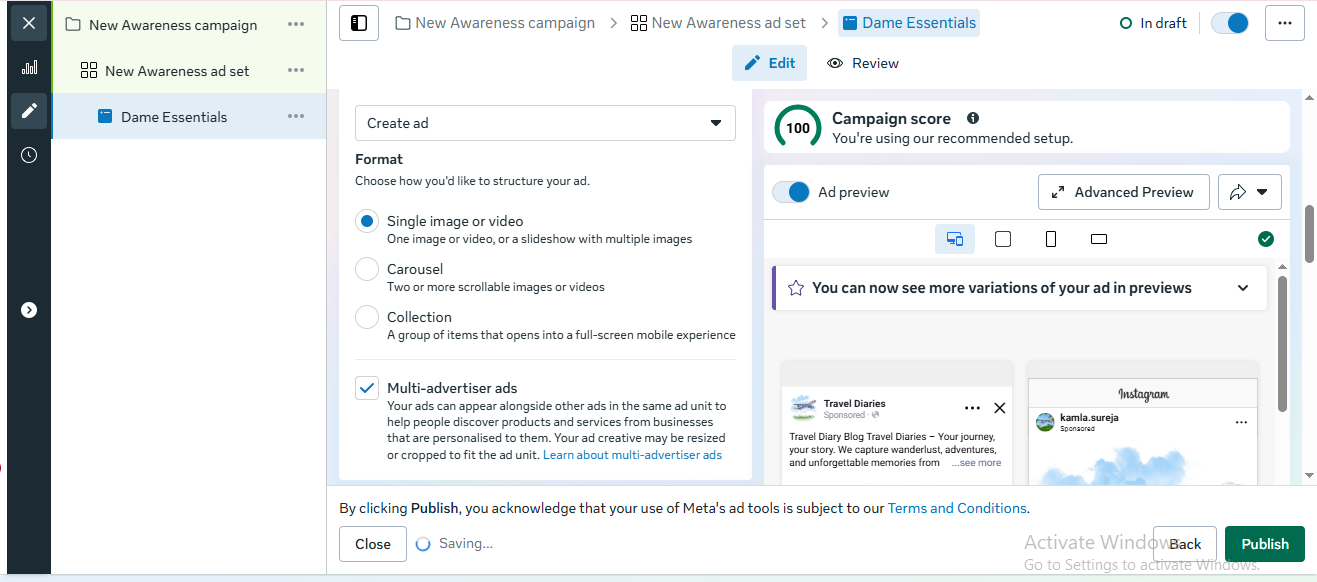 New Awareness campaign
New Awareness ad set
Dame Essentials
New Awareness campaign > New Awareness ad set > Dame Essentials
In draft
Edit
Review
Create ad
Format
Choose how you'd like to structure your ad.
Single image or video
One image or video, or a slideshow with multiple images
Carousel
Two or more scrollable images or videos
Collection
A group of items that opens into a full-screen mobile experience
Multi-advertiser ads
Your ads can appear alongside other ads in the same ad unit to
help people discover products and services from businesses
that are personalised to them. Your ad creative may be resized
or cropped to fit the ad unit. Learn about multi-advertiser ads
100
Campaign score
You're using our recommended setup.
Ad preview
Advanced Preview
You can now see more variations of your ad in previews
Travel Diaries
Sponsored ·
Travel Diary Blog Travel Diaries – Your journey,
your story. We capture wanderlust, adventures,
and unforgettable memories from ...see more
Instagram
kamla.sureja
Sponsored
By clicking Publish, you acknowledge that your use of Meta's ad tools is subject to our Terms and Conditions.
Close
Saving...
Back
Publish
Activate Windows
Go to Settings to activate Windows.